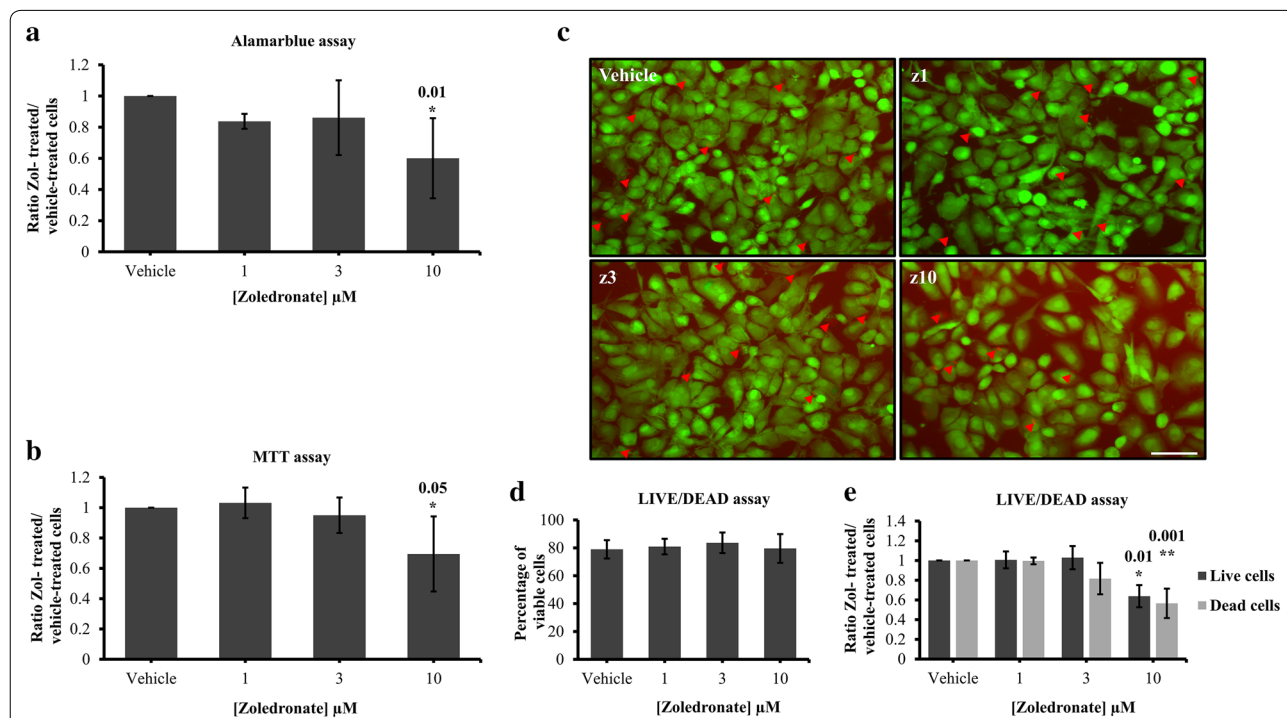 a
Alamarblue assay
Ratio Zol- treated/
vehicle-treated cells
1.2
1
0.8
0.6
0.4
0.2
0
0.01
*
Vehicle
1
3
10
[Zoledronate] µM
b
MTT assay
Ratio Zol- treated/
vehicle-treated cells
1.2
1
0.8
0.6
0.4
0.2
0
0.05
*
Vehicle
1
3
10
[Zoledronate] µM
c
Vehicle
z1
z3
z10
d
LIVE/DEAD assay
Percentage of
viable cells
100
80
60
40
20
0
Vehicle
1
3
10
[Zoledronate] µM
e
LIVE/DEAD assay
Ratio Zol- treated/
vehicle-treated cells
1.4
1.2
1
0.8
0.6
0.4
0.2
0
0.01
*
0.001
**
Vehicle
1
3
10
[Zoledronate] µM
Live cells
Dead cells